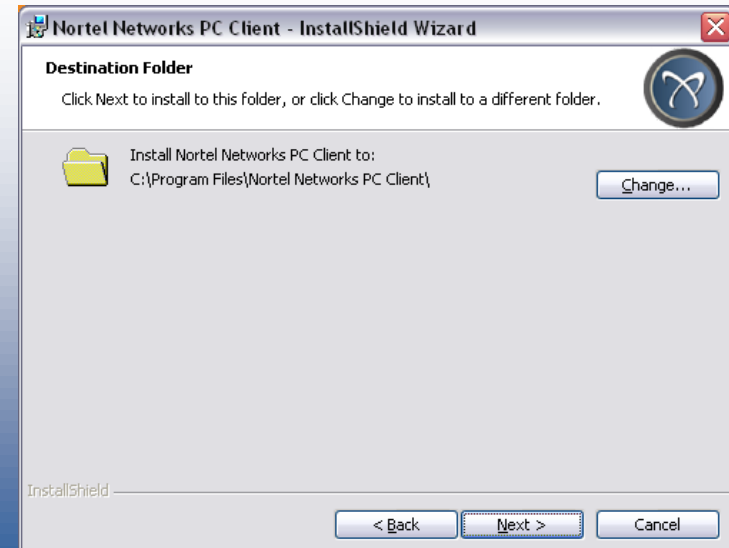 Nortel Networks PC Client - InstallShield Wizard
Destination Folder
Click Next to install to this folder, or click Change to install to a different folder.
Install Nortel Networks PC Client to:
C:\Program Files\Nortel Networks PC Client\
Change...
InstallShield
< Back
Next >
Cancel